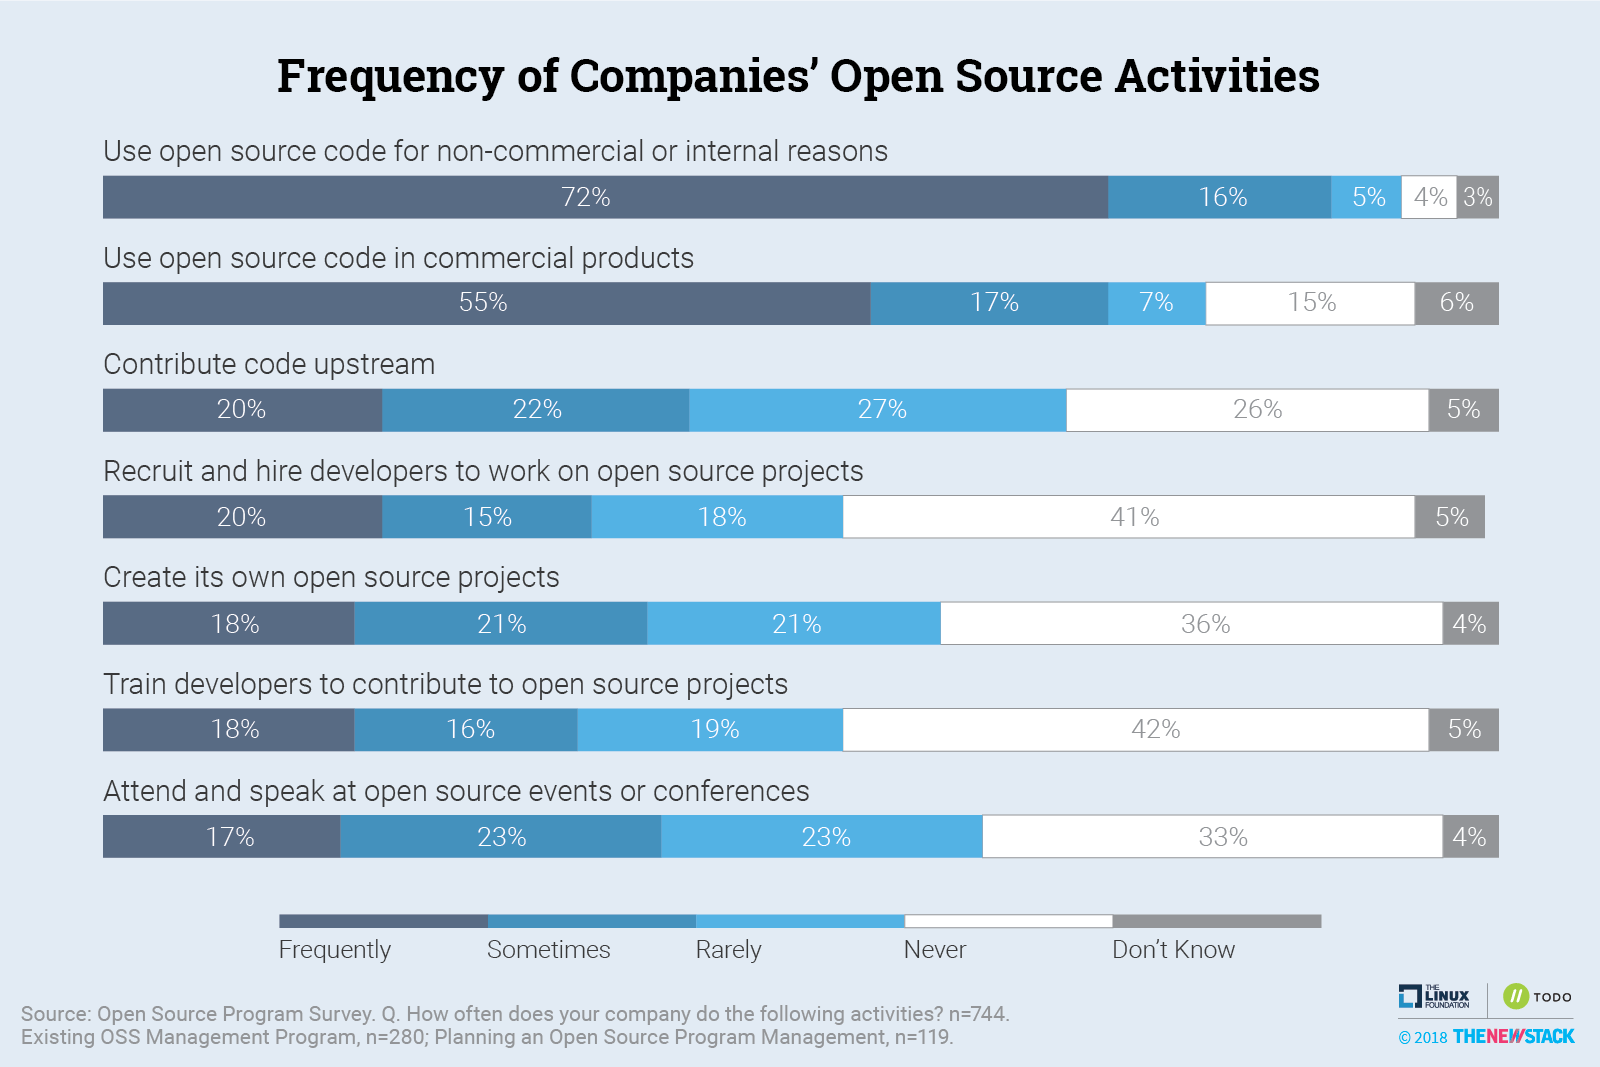 Frequency of Companies’ Open Source Activities
Use open source code for non-commercial or internal reasons
72% 16% 5% 4% 3%
Use open source code in commercial products
55% 17% 7% 15% 6%
Contribute code upstream
20% 22% 27% 26% 5%
Recruit and hire developers to work on open source projects
20% 15% 18% 41% 5%
Create its own open source projects
18% 21% 21% 36% 4%
Train developers to contribute to open source projects
18% 16% 19% 42% 5%
Attend and speak at open source events or conferences
17% 23% 23% 33% 4%
Frequently Sometimes Rarely Never Don’t Know
Source: Open Source Program Survey. Q. How often does your company do the following activities? n=744.
Existing OSS Management Program, n=280; Planning an Open Source Program Management, n=119.
THE
LINUX
FOUNDATION
// TODO
© 2018 THENEWSTACK